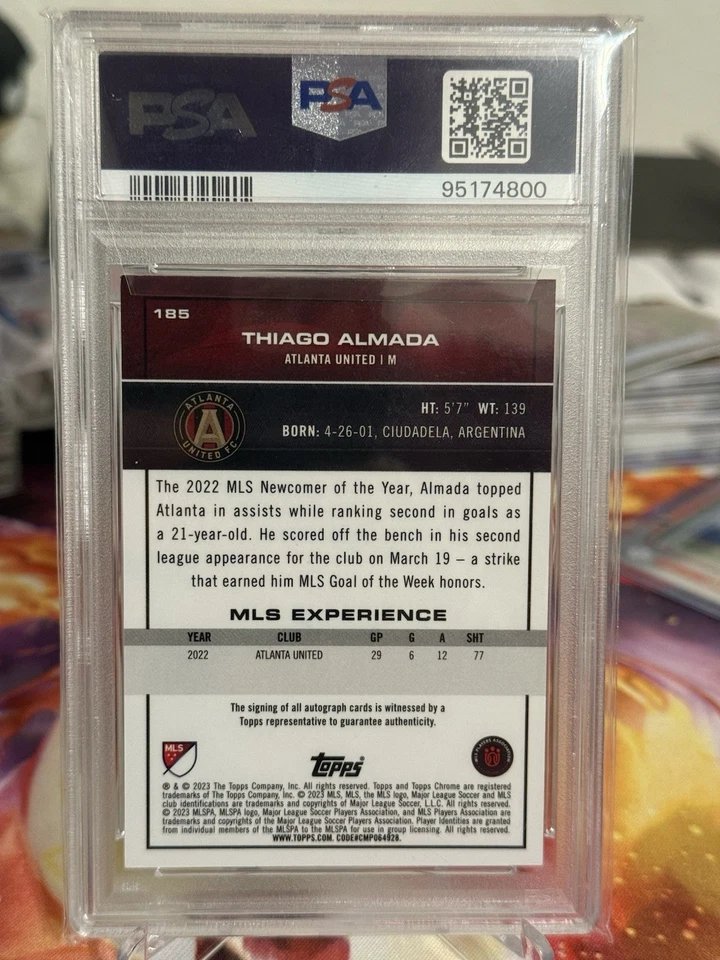 PSA
PSA
95174800
185
THIAGO ALMADA
ATLANTA UNITED | M
ATLANTA
A
UNITED FC
HT: 5'7" WT: 139
BORN: 4-26-01, CIUDADELA, ARGENTINA
The 2022 MLS Newcomer of the Year, Almada topped
Atlanta in assists while ranking second in goals as
a 21-year-old. He scored off the bench in his second
league appearance for the club on March 19 – a strike
that earned him MLS Goal of the Week honors.
MLS EXPERIENCE
YEAR CLUB GP G A SHT
2022 ATLANTA UNITED 29 6 12 77
The signing of all autograph cards is witnessed by a
Topps representative to guarantee authenticity.
MLS
topps
® & © 2023 The Topps Company, Inc. All rights reserved. Topps and Topps Chrome are registered
trademarks of The Topps Company, Inc. © 2023 MLS, MLS, the MLS logo, Major League Soccer and MLS
club identifications are trademarks and copyrights of Major League Soccer, L.L.C. All rights reserved.
© 2023 MLSPA, MLSPA logo, Major League Soccer Players Association, and MLS Players Association are
trademarks and copyrights of the Major League Soccer Players Association. Player Identities are granted
from individual members of the MLSPA to the MLSPA for use in group licensing. All rights reserved.
WWW.TOPPS.COM. CODE#CMP064928.